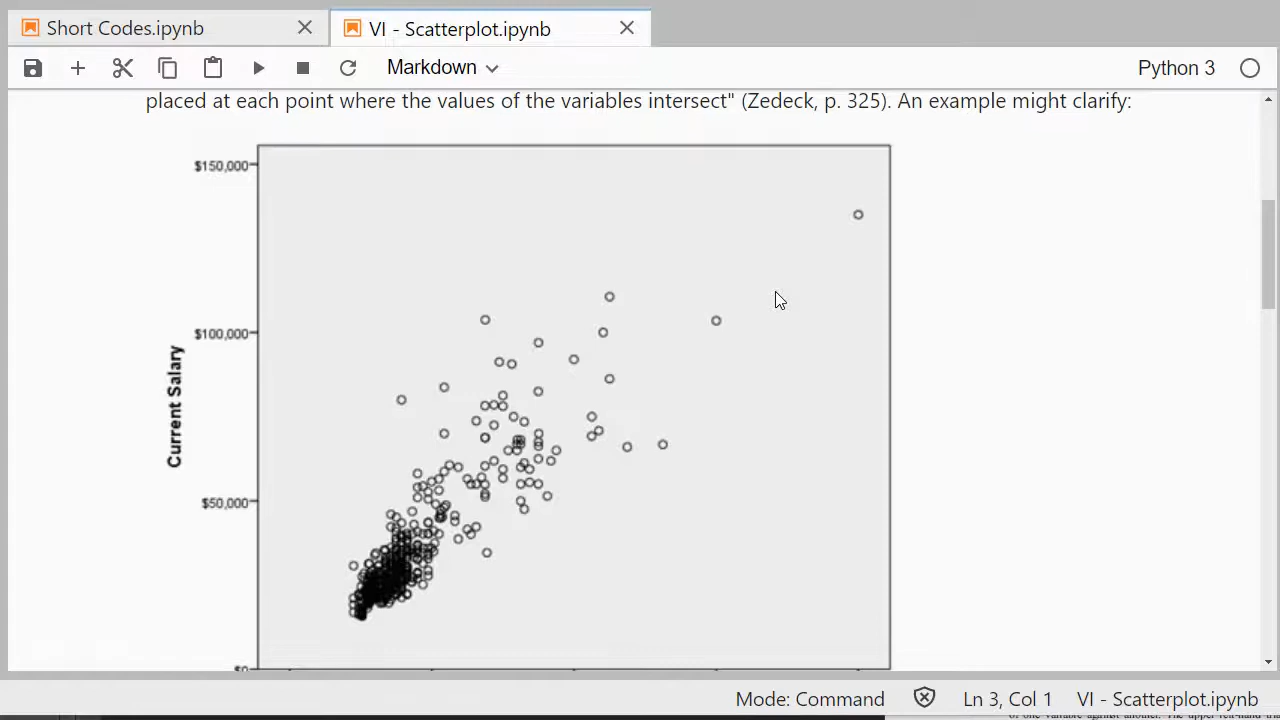 Short Codes.ipynb
VI - Scatterplot.ipynb
Markdown
Python 3
placed at each point where the values of the variables intersect" (Zedeck, p. 325). An example might clarify:
$150,000
$100,000
Current Salary
$50,000
$0
Mode: Command
Ln 3, Col 1
VI - Scatterplot.ipynb